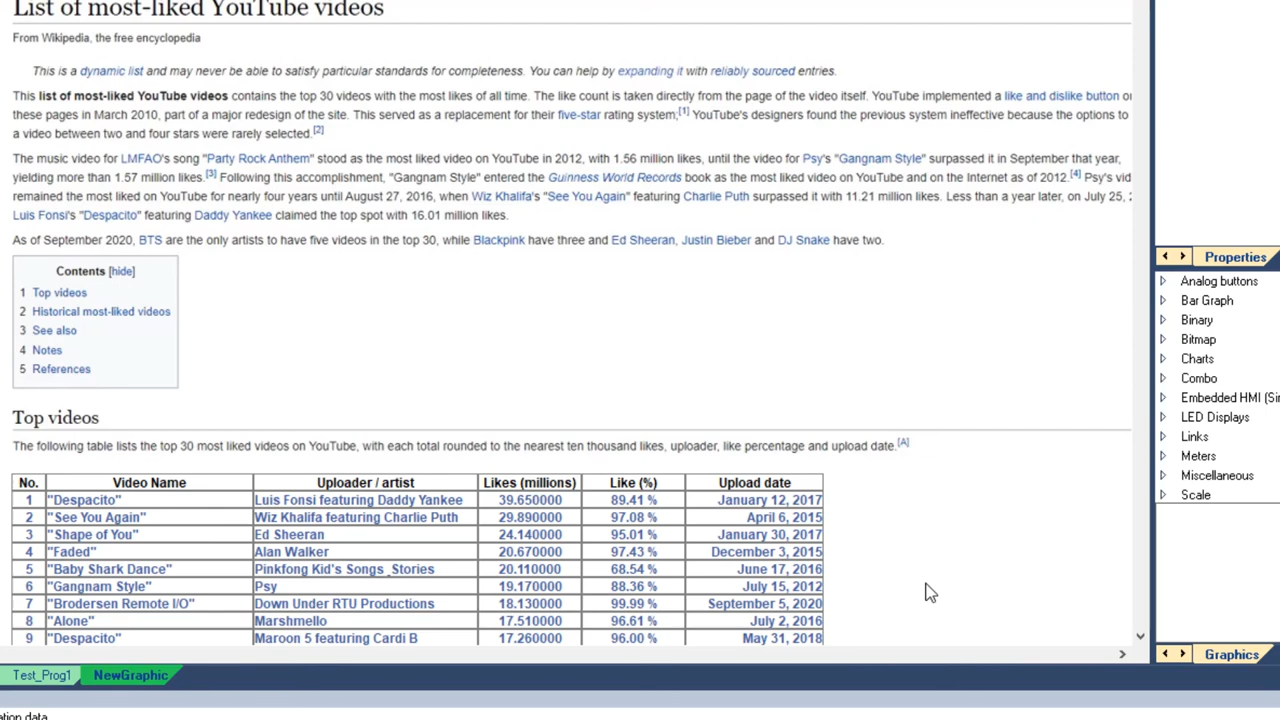 List of most-liked YouTube videos
From Wikipedia, the free encyclopedia
This is a dynamic list and may never be able to satisfy particular standards for completeness. You can help by expanding it with reliably sourced entries.
This list of most-liked YouTube videos contains the top 30 videos with the most likes of all time. The like count is taken directly from the page of the video itself. YouTube implemented a like and dislike button or
these pages in March 2010, part of a major redesign of the site. This served as a replacement for their five-star rating system;[1] YouTube's designers found the previous system ineffective because the options to
a video between two and four stars were rarely selected.[2]
The music video for LMFAO's song "Party Rock Anthem" stood as the most liked video on YouTube in 2012, with 1.56 million likes, until the video for Psy's "Gangnam Style" surpassed it in September that year,
yielding more than 1.57 million likes.[3] Following this accomplishment, "Gangnam Style" entered the Guinness World Records book as the most liked video on YouTube and on the Internet as of 2012.[4] Psy's vid
remained the most liked on YouTube for nearly four years until August 27, 2016, when Wiz Khalifa's "See You Again" featuring Charlie Puth surpassed it with 11.21 million likes. Less than a year later, on July 25,
Luis Fonsi's "Despacito" featuring Daddy Yankee claimed the top spot with 16.01 million likes.
As of September 2020, BTS are the only artists to have five videos in the top 30, while Blackpink have three and Ed Sheeran, Justin Bieber and DJ Snake have two.
Contents [hide]
1 Top videos
2 Historical most-liked videos
3 See also
4 Notes
5 References
Top videos
The following table lists the top 30 most liked videos on YouTube, with each total rounded to the nearest ten thousand likes, uploader, like percentage and upload date.[A]
No. Video Name Uploader / artist Likes (millions) Like (%) Upload date
1 "Despacito" Luis Fonsi featuring Daddy Yankee 39.650000 89.41 % January 12, 2017
2 "See You Again" Wiz Khalifa featuring Charlie Puth 29.890000 97.08 % April 6, 2015
3 "Shape of You" Ed Sheeran 24.140000 95.01 % January 30, 2017
4 "Faded" Alan Walker 20.670000 97.43 % December 3, 2015
5 "Baby Shark Dance" Pinkfong Kid's Songs _Stories 20.110000 68.54 % June 17, 2016
6 "Gangnam Style" Psy 19.170000 88.36 % July 15, 2012
7 "Brodersen Remote I/O" Down Under RTU Productions 18.130000 99.99 % September 5, 2020
8 "Alone" Marshmello 17.510000 96.61 % July 2, 2016
9 "Despacito" Maroon 5 featuring Cardi B 17.260000 96.00 % May 31, 2018
Properties
Analog buttons
Bar Graph
Binary
Bitmap
Charts
Combo
Embedded HMI (Si
LED Displays
Links
Meters
Miscellaneous
Scale
Graphics
Test_Prog1 NewGraphic
ation data